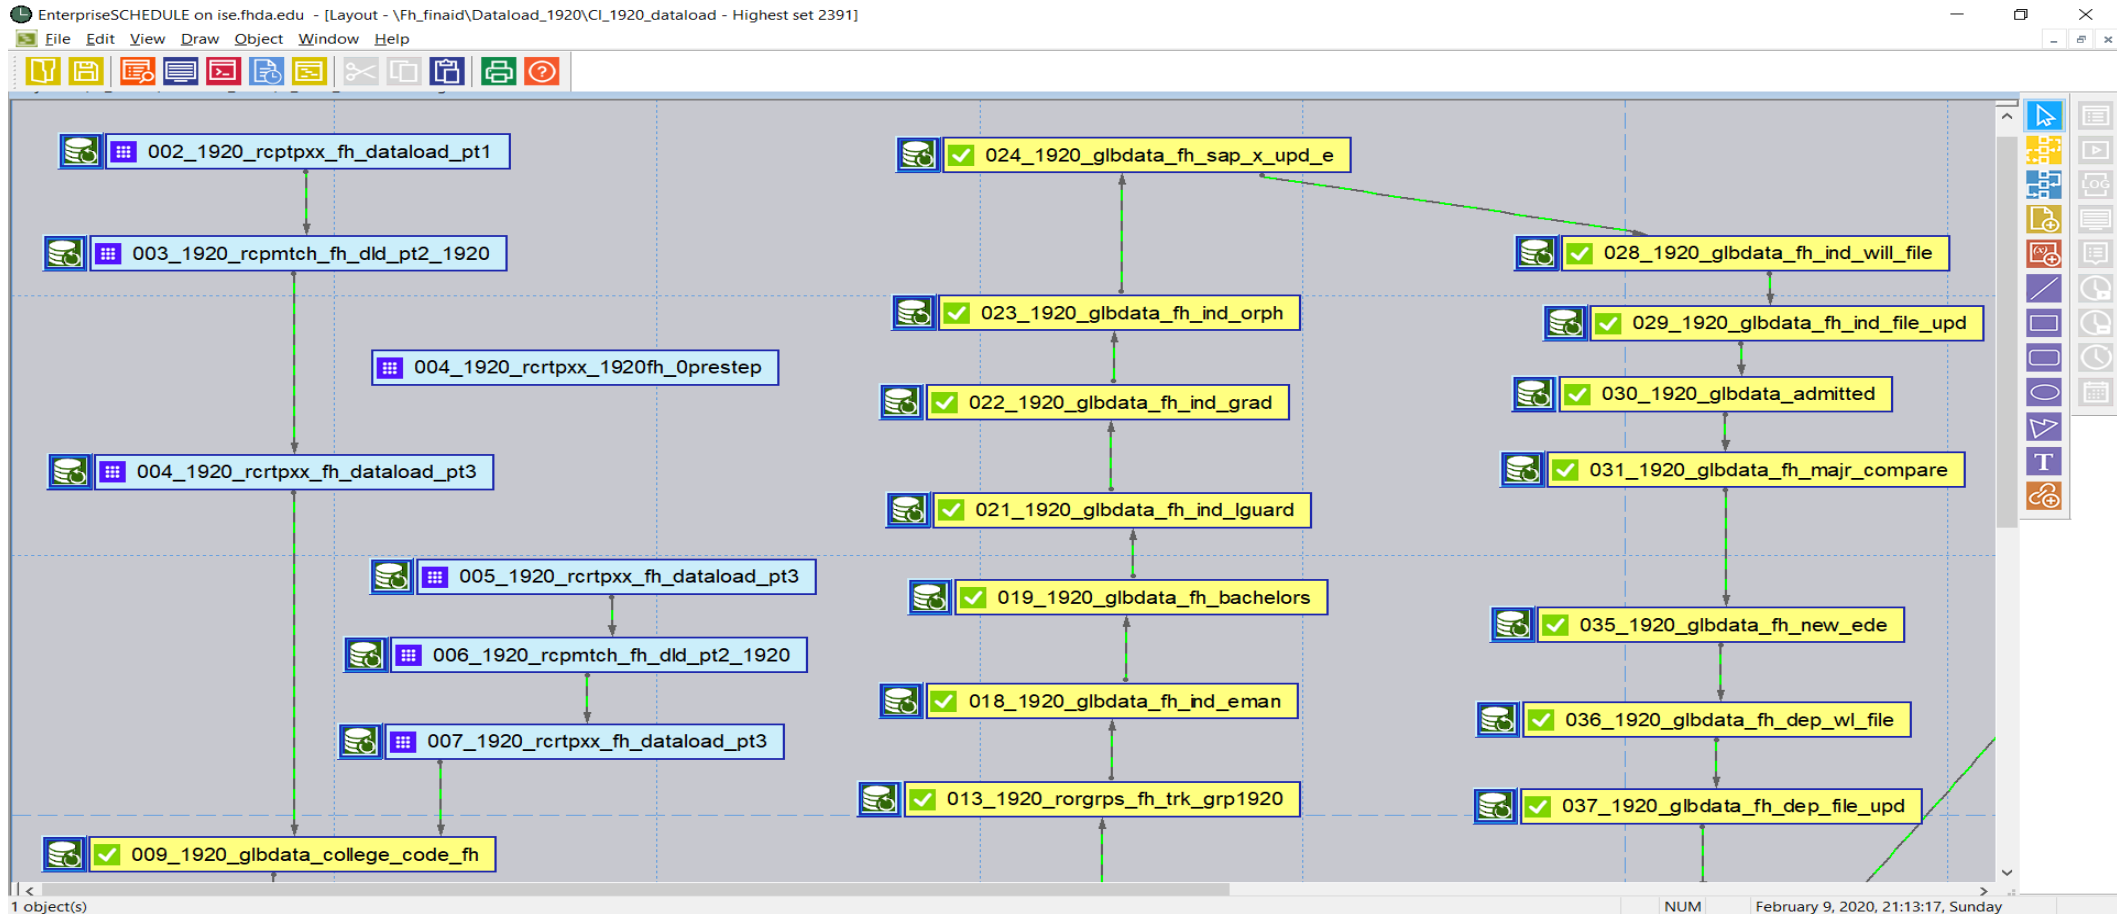 EnterpriseSCHEDULE on ise.fhda.edu - [Layout - \Fh_finaid\Dataload_1920\CI_1920_dataload - Highest set 2391]
File Edit View Draw Object Window Help
002_1920_rcptpxx_fh_dataload_pt1
003_1920_rcpmtch_fh_dld_pt2_1920
004_1920_rcrtpxx_1920fh_0prestep
004_1920_rcrtpxx_fh_dataload_pt3
005_1920_rcrtpxx_fh_dataload_pt3
006_1920_rcpmtch_fh_dld_pt2_1920
007_1920_rcrtpxx_fh_dataload_pt3
009_1920_glbdata_college_code_fh
024_1920_glbdata_fh_sap_x_upd_e
023_1920_glbdata_fh_ind_orph
022_1920_glbdata_fh_ind_grad
021_1920_glbdata_fh_ind_lguard
019_1920_glbdata_fh_bachelors
018_1920_glbdata_fh_ind_eman
013_1920_rorgrps_fh_trk_grp1920
028_1920_glbdata_fh_ind_will_file
029_1920_glbdata_fh_ind_file_upd
030_1920_glbdata_admitted
031_1920_glbdata_fh_majr_compare
035_1920_glbdata_fh_new_ede
036_1920_glbdata_fh_dep_wl_file
037_1920_glbdata_fh_dep_file_upd
T
LOG
1 object(s)
NUM
February 9, 2020, 21:13:17, Sunday